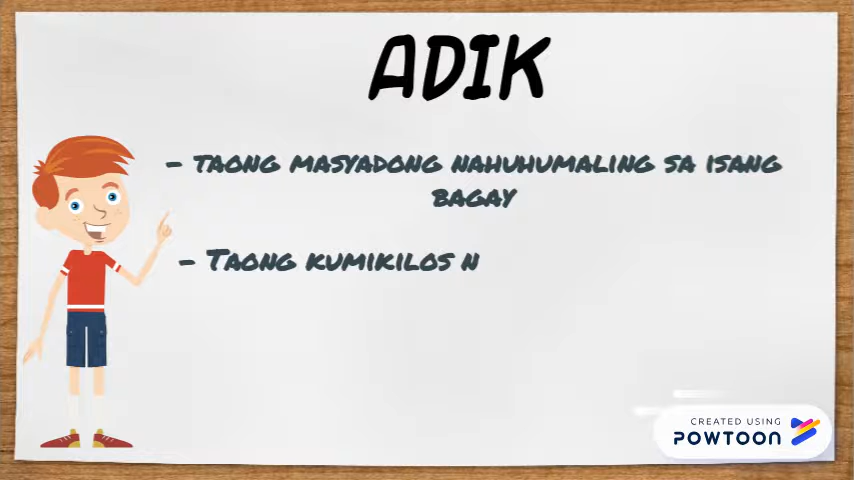 ADIK
- TAONG MASYADONG NAHUHUMALING SA ISANG
BAGAY
- TAONG KUMIKILOS N
CREATED USING
POWTOON